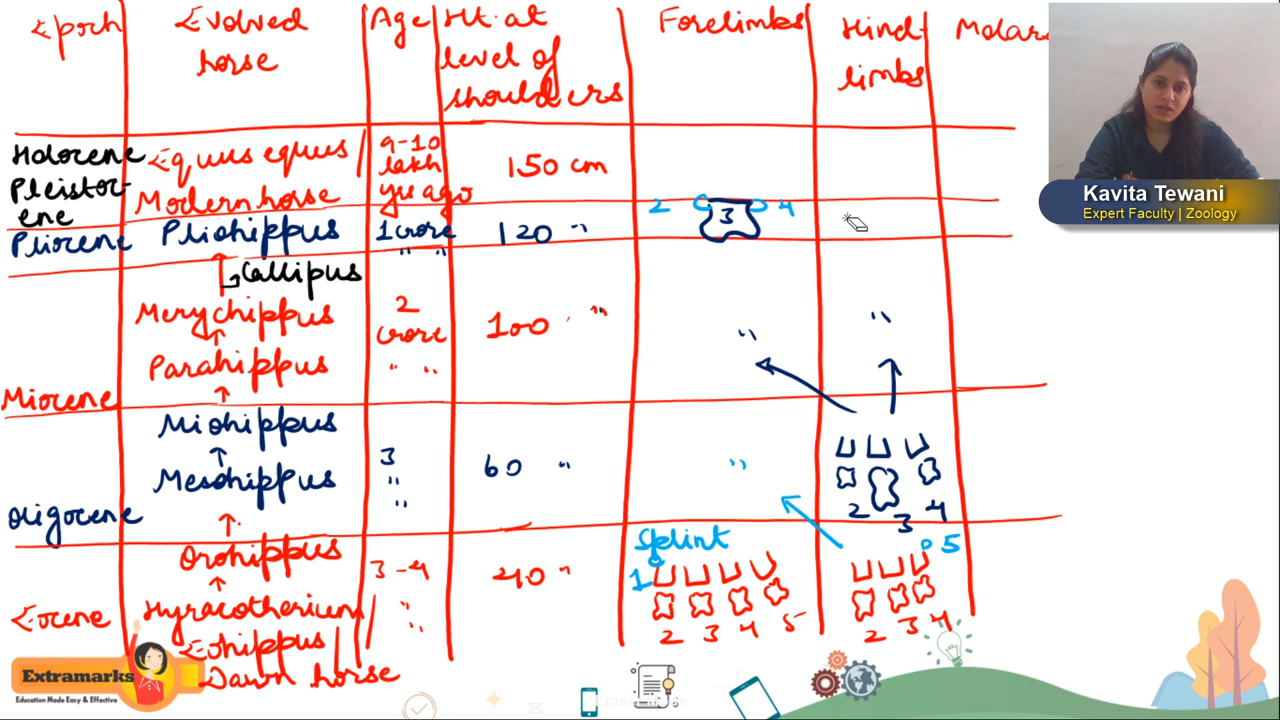 Epoch Evolved horse Age Ht. at level of shoulders Forelimbs Hind-limbs Molars
Kavita Tewani
Expert Faculty | Zoology
Holocene
Pleistoc-
ene
Equus equus/
Modern horse
9-10
lakh
yrs ago
150 cm
Pliocene Pliohippus 1 crore 120 "
2 3 4
Callipus " "
Merychippus 2 crore 100 "
" "
Parahippus " "
Miocene
Miohippus
Mesohippus 3 " " 60 " "
2 3 4
Oligocene
Orohippus 3-4 40 "
Splint
1
2 3 4 5
5
2 3 4
Eocene Hyracotherium/ " "
Eohippus/
Dawn horse
Extramarks
Education Made Easy & Effective